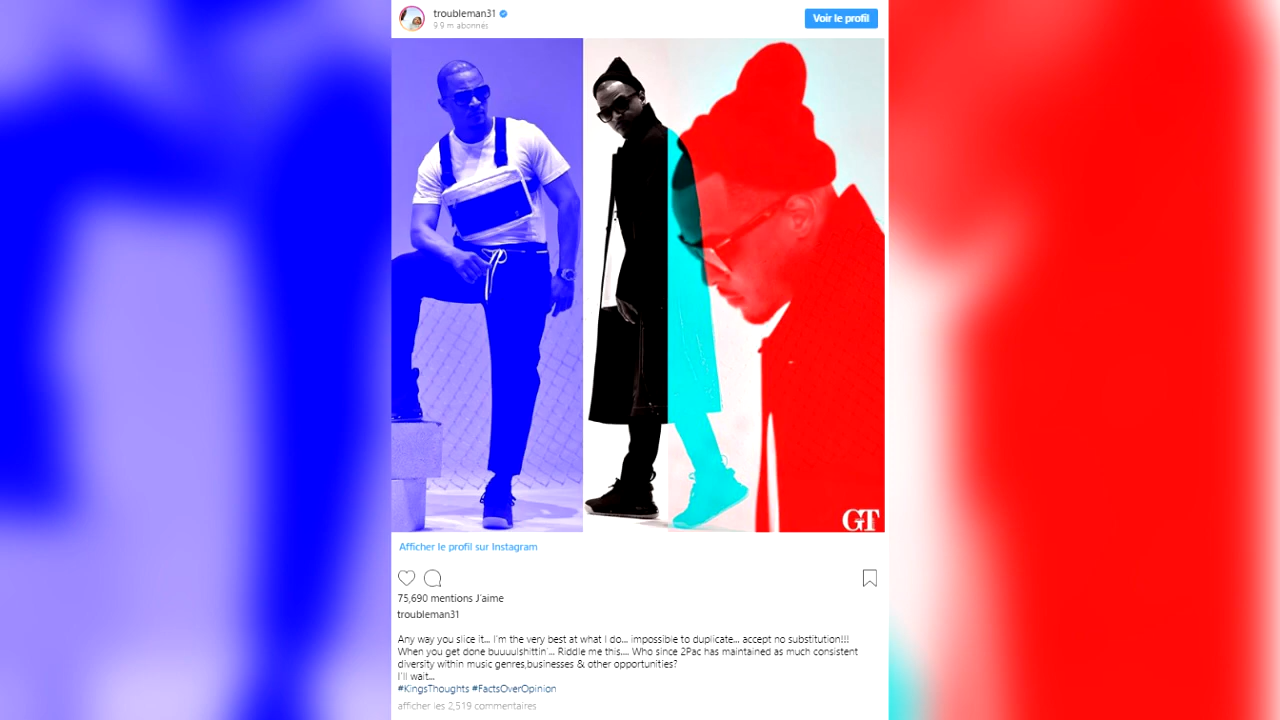 troubleman31
9.9 m abonnés
Voir le profil
GT
Afficher le profil sur Instagram
75,690 mentions J'aime
troubleman31
Any way you slice it... I'm the very best at what I do... impossible to duplicate... accept no substitution!!!
When you get done buuuulshittin'... Riddle me this.... Who since 2Pac has maintained as much consistent
diversity within music genres,businesses & other opportunities?
I'll wait...
#KingsThoughts #FactsOverOpinion
afficher les 2,519 commentaires